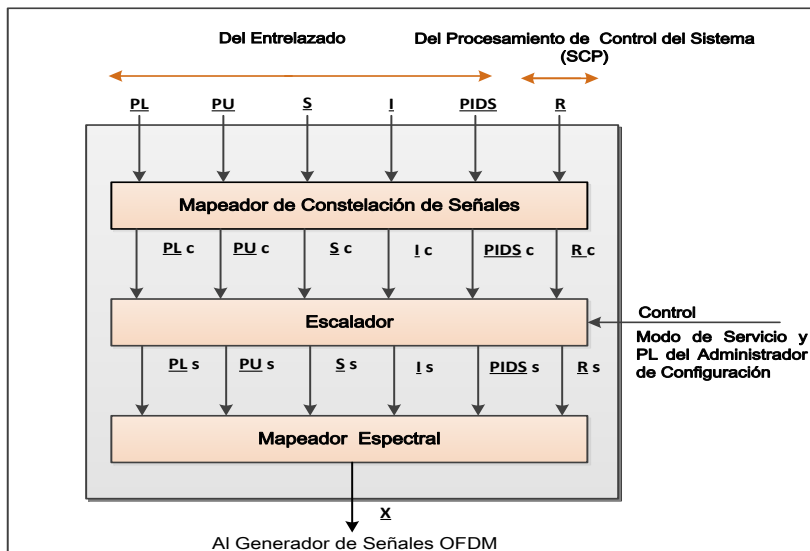 Del Entrelazado
Del Procesamiento de Control del Sistema
(SCP)
PL PU S I PIDS R
Mapeador de Constelación de Señales
PL c PU c S c I c PIDS c R c
Control
Escalador
Modo de Servicio y
PL del Administrador
de Configuración
PL s PU s S s I s PIDS s R s
Mapeador Espectral
X
Al Generador de Señales OFDM